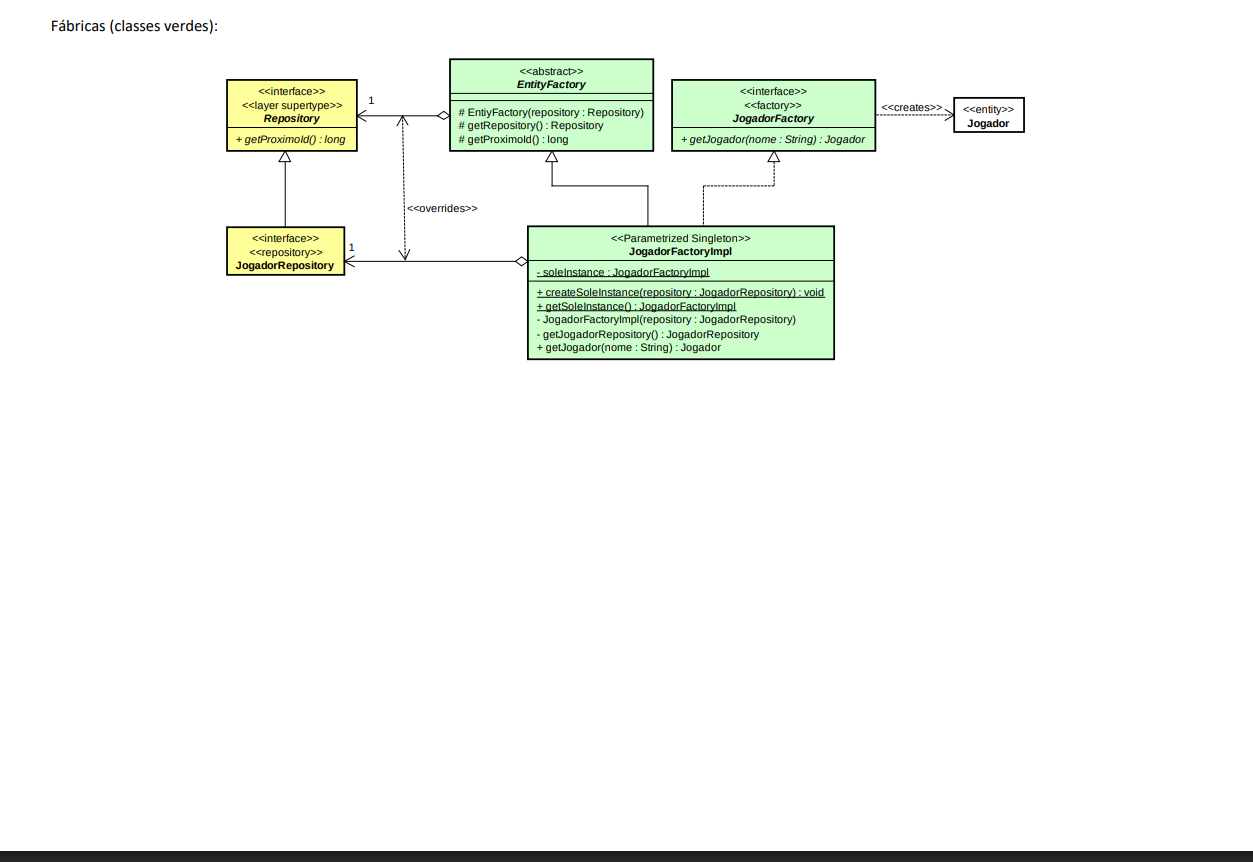 Fábricas (classes verdes):
<<interface>>
<<layer supertype>>
Repository
+ getProximoId() : long
1
<<abstract>>
EntityFactory
# EntiyFactory(repository : Repository)
# getRepository() : Repository
# getProximoId() : long
<<interface>>
<<factory>>
JogadorFactory
+ getJogador(nome : String) : Jogador
<<creates>>
<<entity>>
Jogador
<<overrides>>
<<interface>>
<<repository>>
JogadorRepository
1
<<Parametrized Singleton>>
JogadorFactoryImpl
- soleInstance : JogadorFactoryImpl
+ createSoleInstance(repository : JogadorRepository) : void
+ getSoleInstance() : JogadorFactoryImpl
- JogadorFactoryImpl(repository : JogadorRepository)
- getJogadorRepository() : JogadorRepository
+ getJogador(nome : String) : Jogador